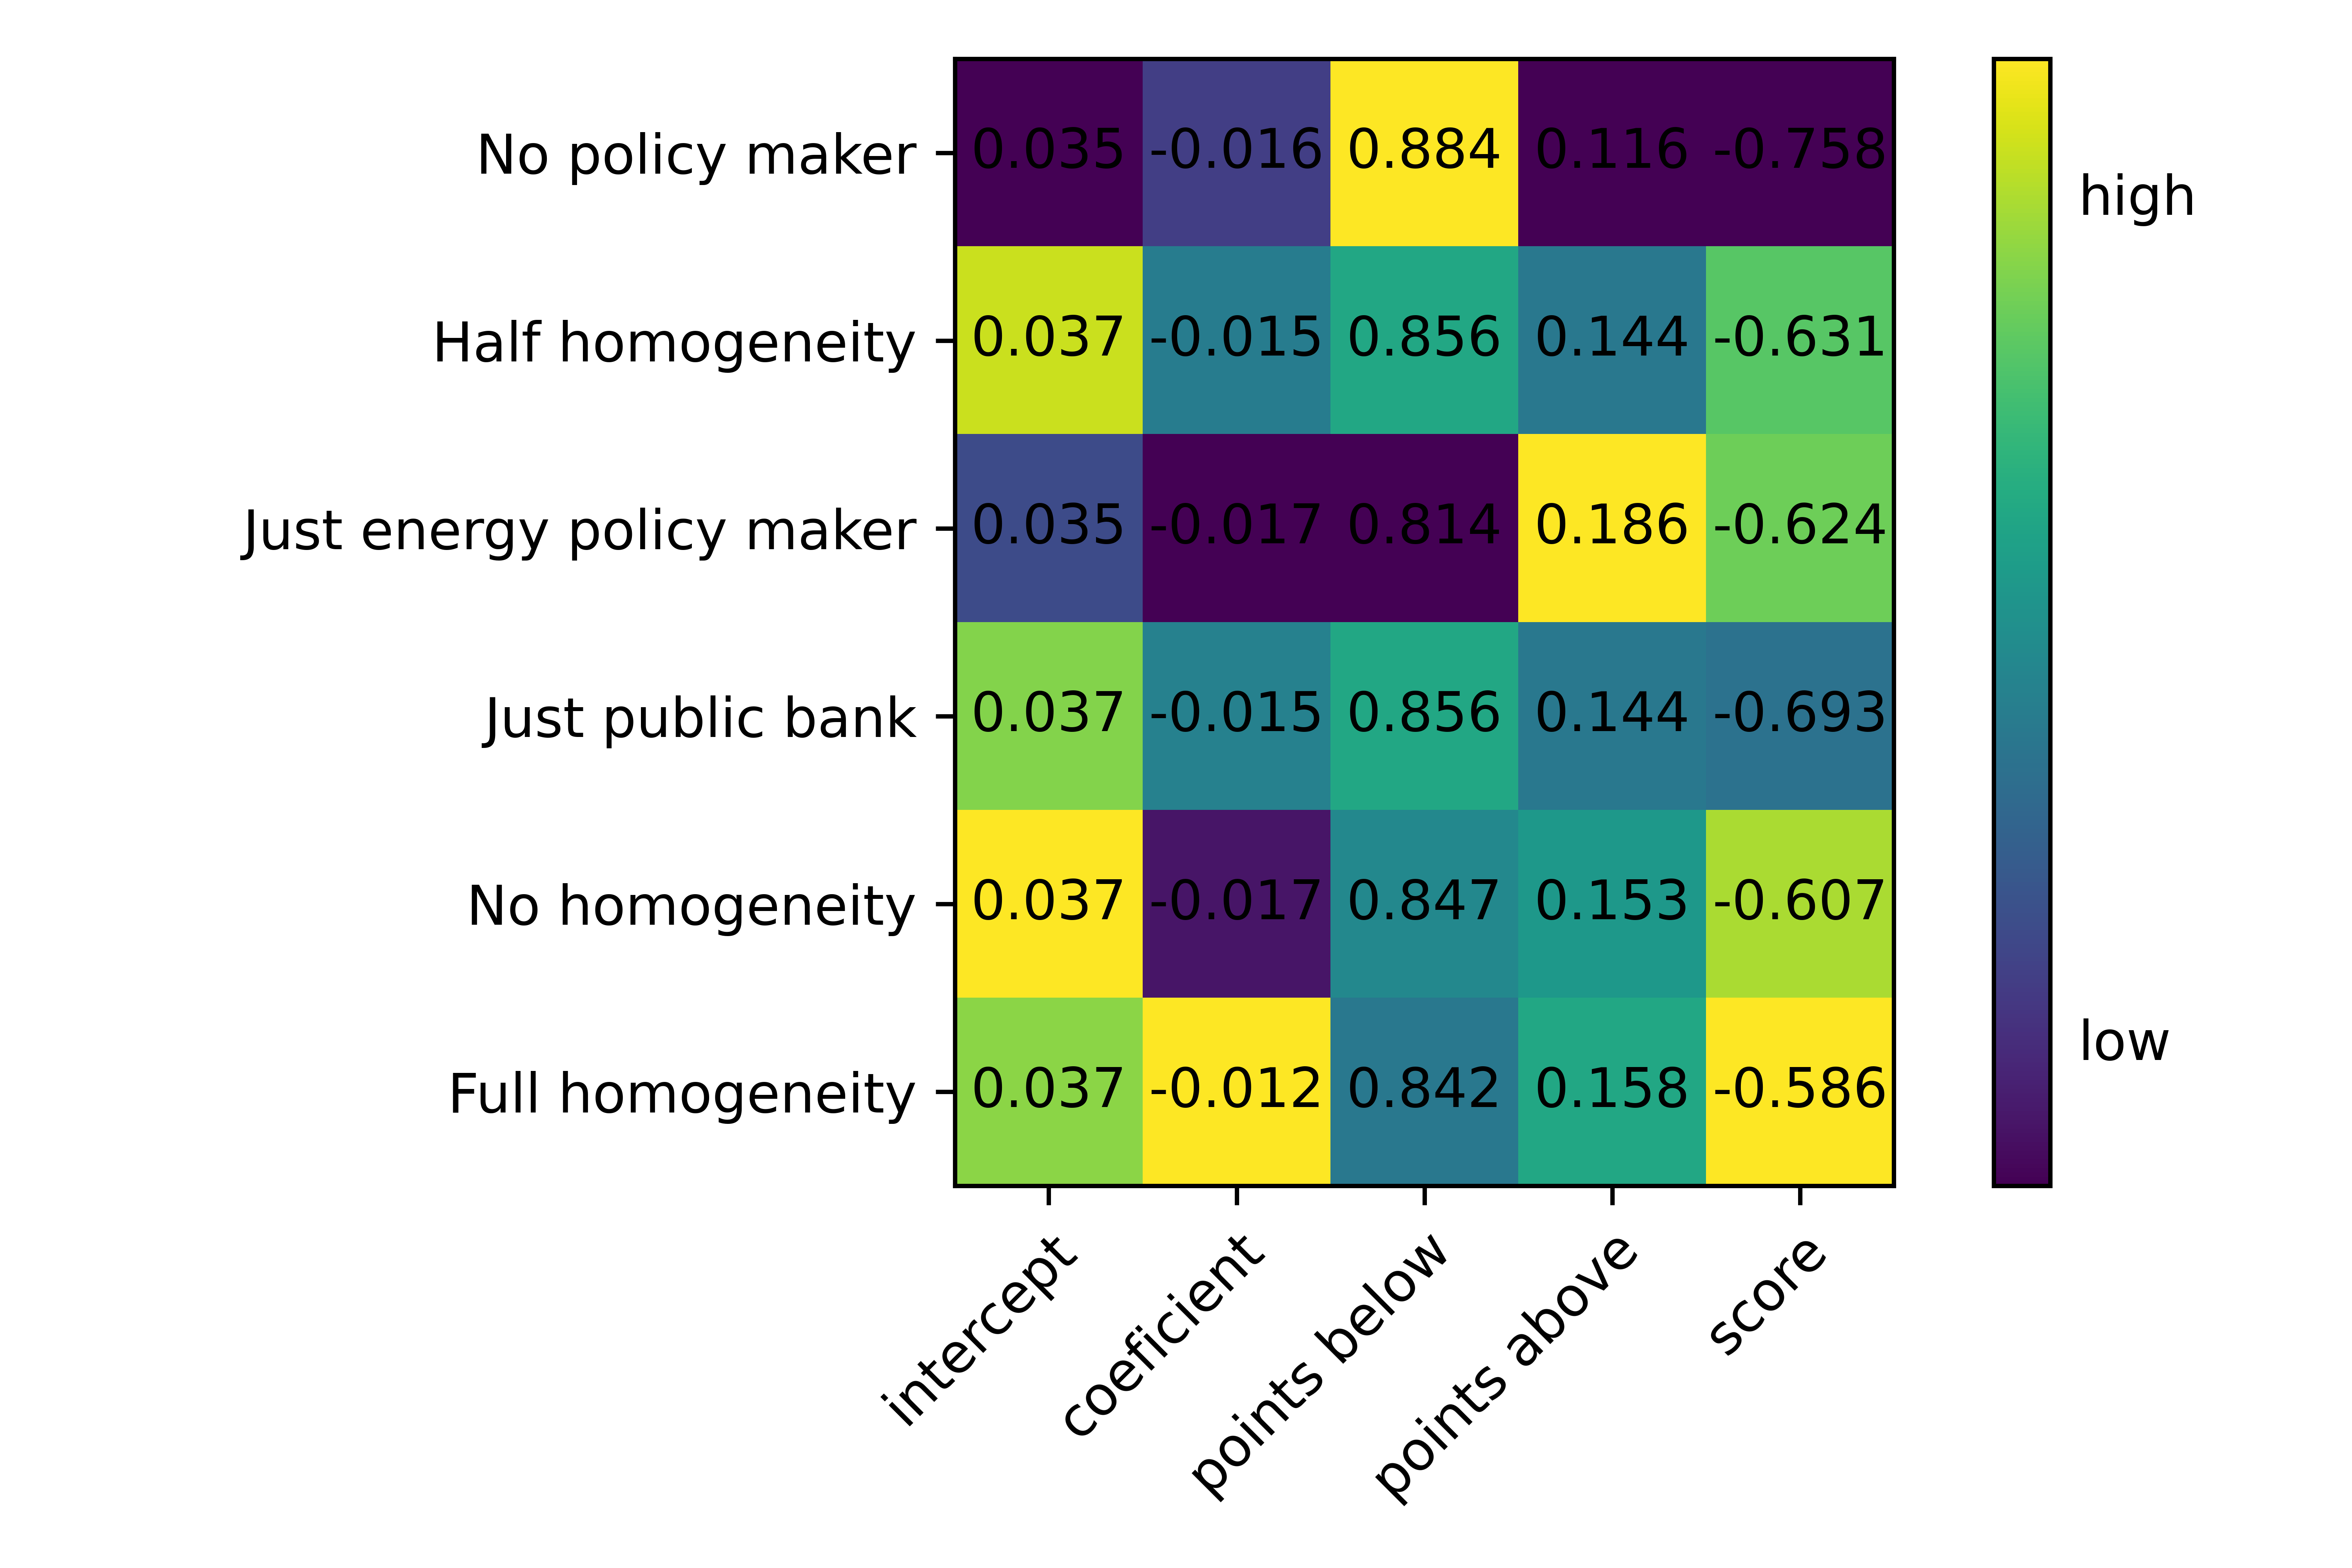 No policy maker 0.035 -0.016 0.884 0.116 -0.758
high
Half homogeneity 0.037 -0.015 0.856 0.144 -0.631
Just energy policy maker 0.035 -0.017 0.814 0.186 -0.624
Just public bank 0.037 -0.015 0.856 0.144 -0.693
No homogeneity 0.037 -0.017 0.847 0.153 -0.607
low
Full homogeneity 0.037 -0.012 0.842 0.158 -0.586
intercept
coeficient
points below
points above
score